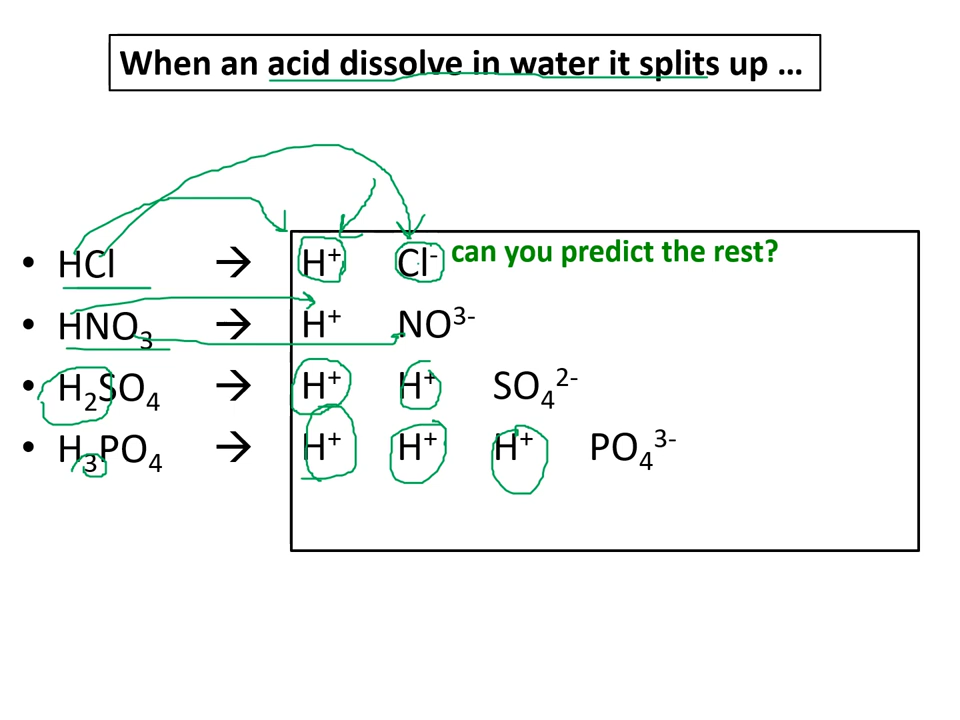 When an acid dissolve in water it splits up …
• HCl → H⁺ Cl⁻ can you predict the rest?
• HNO₃ → H⁺ NO³⁻
• H₂SO₄ → H⁺ H⁺ SO₄²⁻
• H₃PO₄ → H⁺ H⁺ H⁺ PO₄³⁻